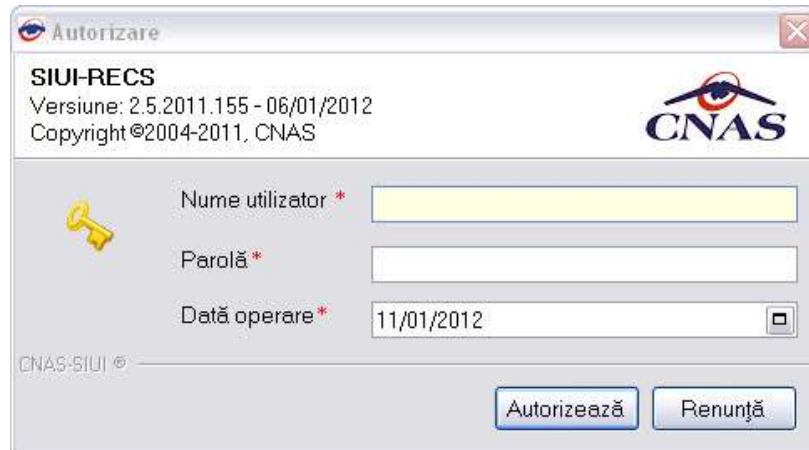 Autorizare
SIUI-RECS
Versiune: 2.5.2011.155 - 06/01/2012
Copyright ©2004-2011, CNAS
CNAS
Nume utilizator *
Parolă *
Dată operare *
11/01/2012
CNAS-SIUI ®
Autorizează
Renunţă